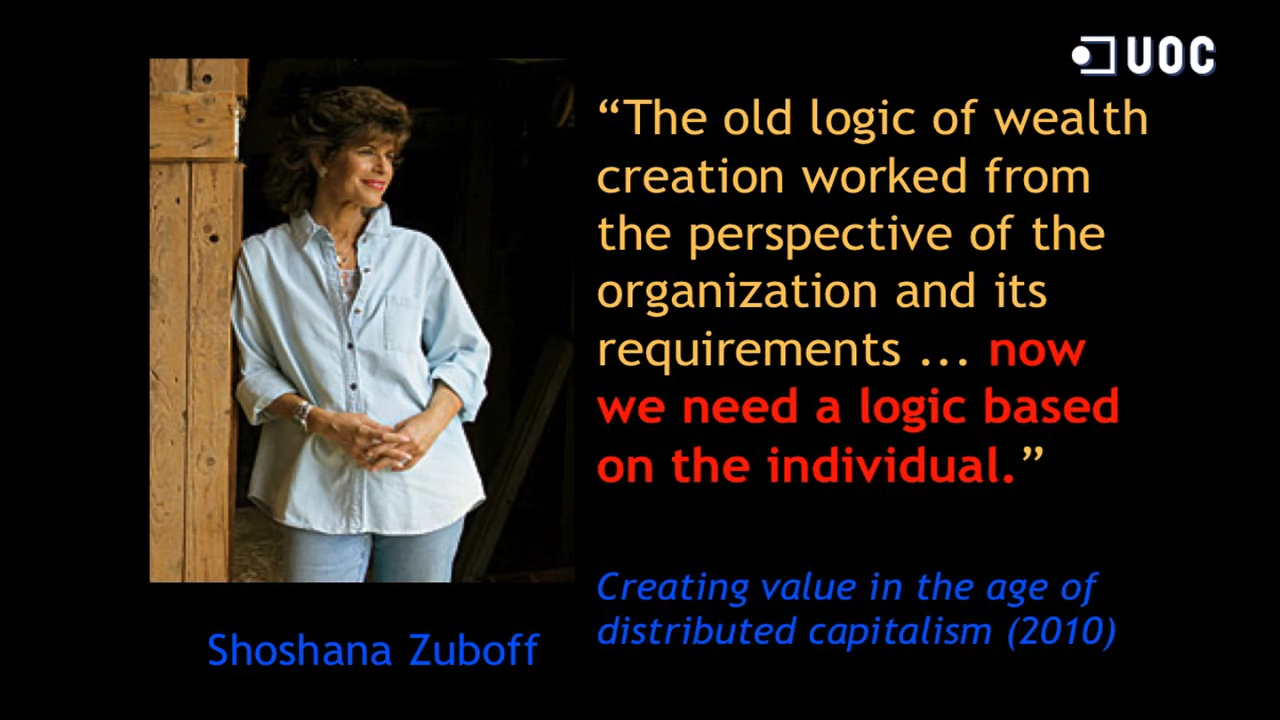 UOC
“The old logic of wealth
creation worked from
the perspective of the
organization and its
requirements ... now
we need a logic based
on the individual.”
Creating value in the age of
distributed capitalism (2010)
Shoshana Zuboff